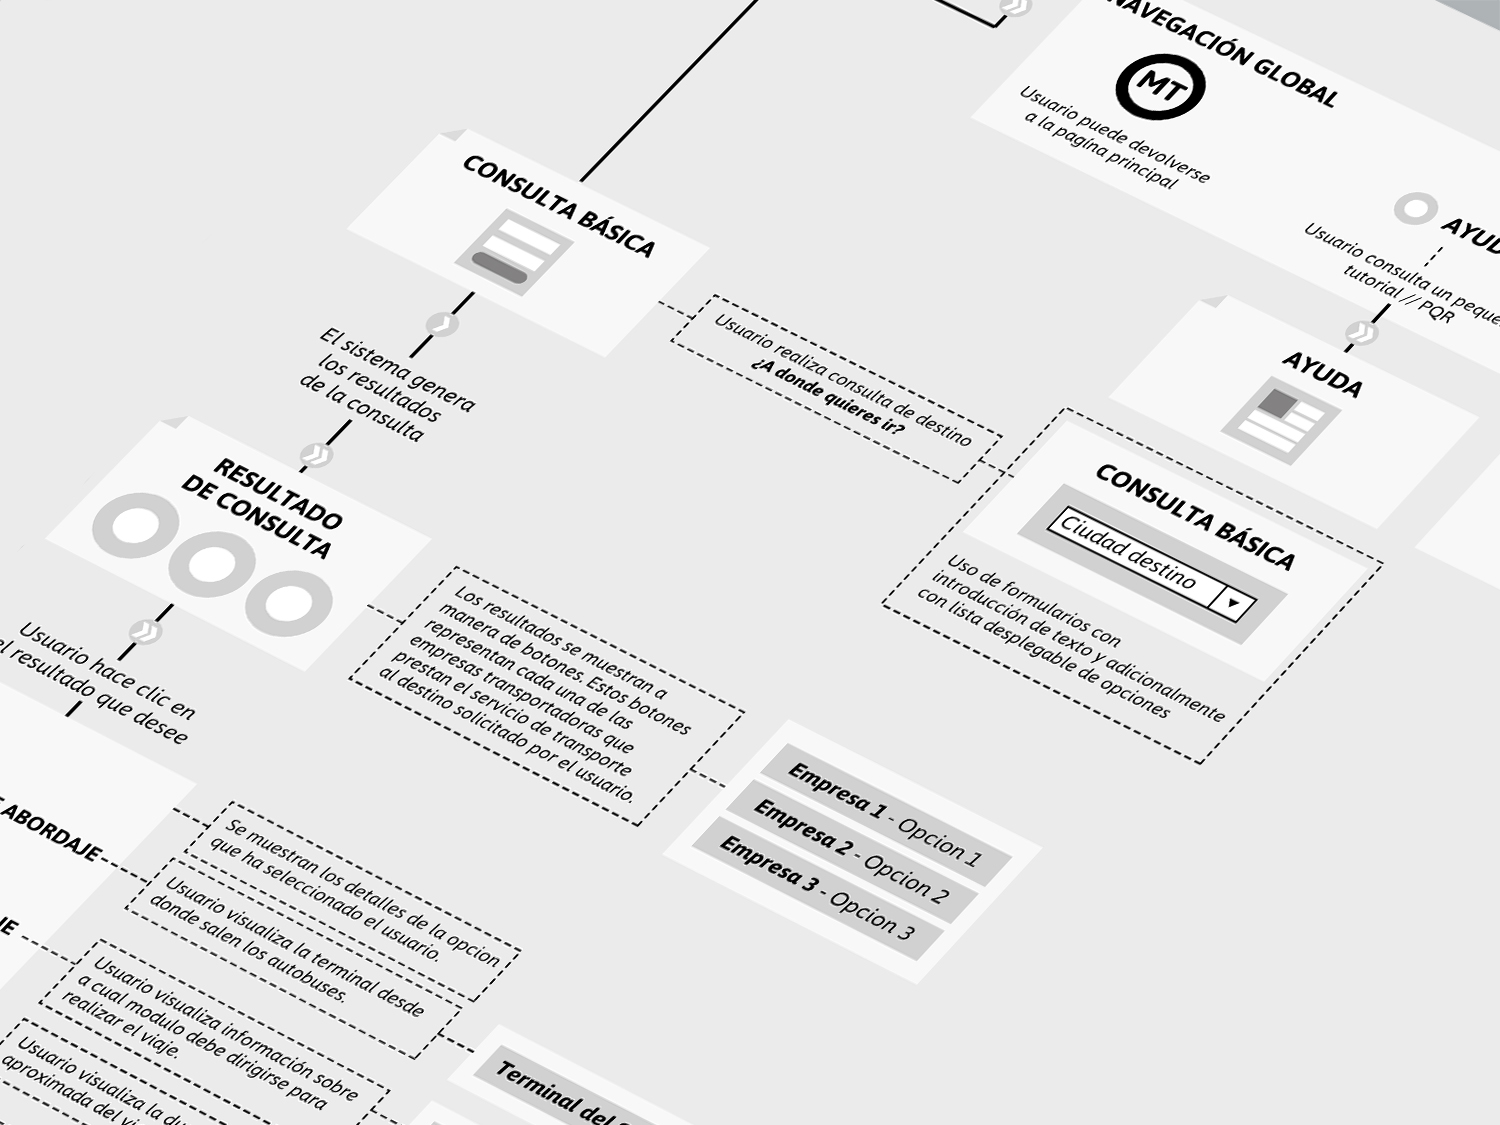 NAVEGACIÓN GLOBAL
MT
Usuario puede devolverse
a la pagína principal
Usuario consulta un
tutorial // PQR
CONSULTA BÁSICA
El sistema genera
los resultados
de la consulta
Usuario realiza consulta de destino
¿A donde quieres ir?
AYUDA
CONSULTA BÁSICA
Ciudad destino
Uso de formularios con
introducción de texto y adicionalmente
con lista desplegable de opciones
RESULTADO
DE CONSULTA
Usuario hace clic en
el resultado que desee
Los resultados se muestran a
manera de botones. Estos botones
representan cada una de las
empresas transportadoras que
prestan el servicio de transporte
al destino solicitado por el usuario.
Empresa 1 - Opcion 1
Empresa 2 - Opcion 2
Empresa 3 - Opcion 3
ABORDAJE
Se muestran los detalles de la opcion
que ha seleccionado el usuario.
Usuario visualiza la terminal desde
donde salen los autobuses.
Usuario visualiza información sobre
a cual modulo debe dirigirse para
realizar el viaje.
Usuario visualiza la
aproximada del
Terminal del